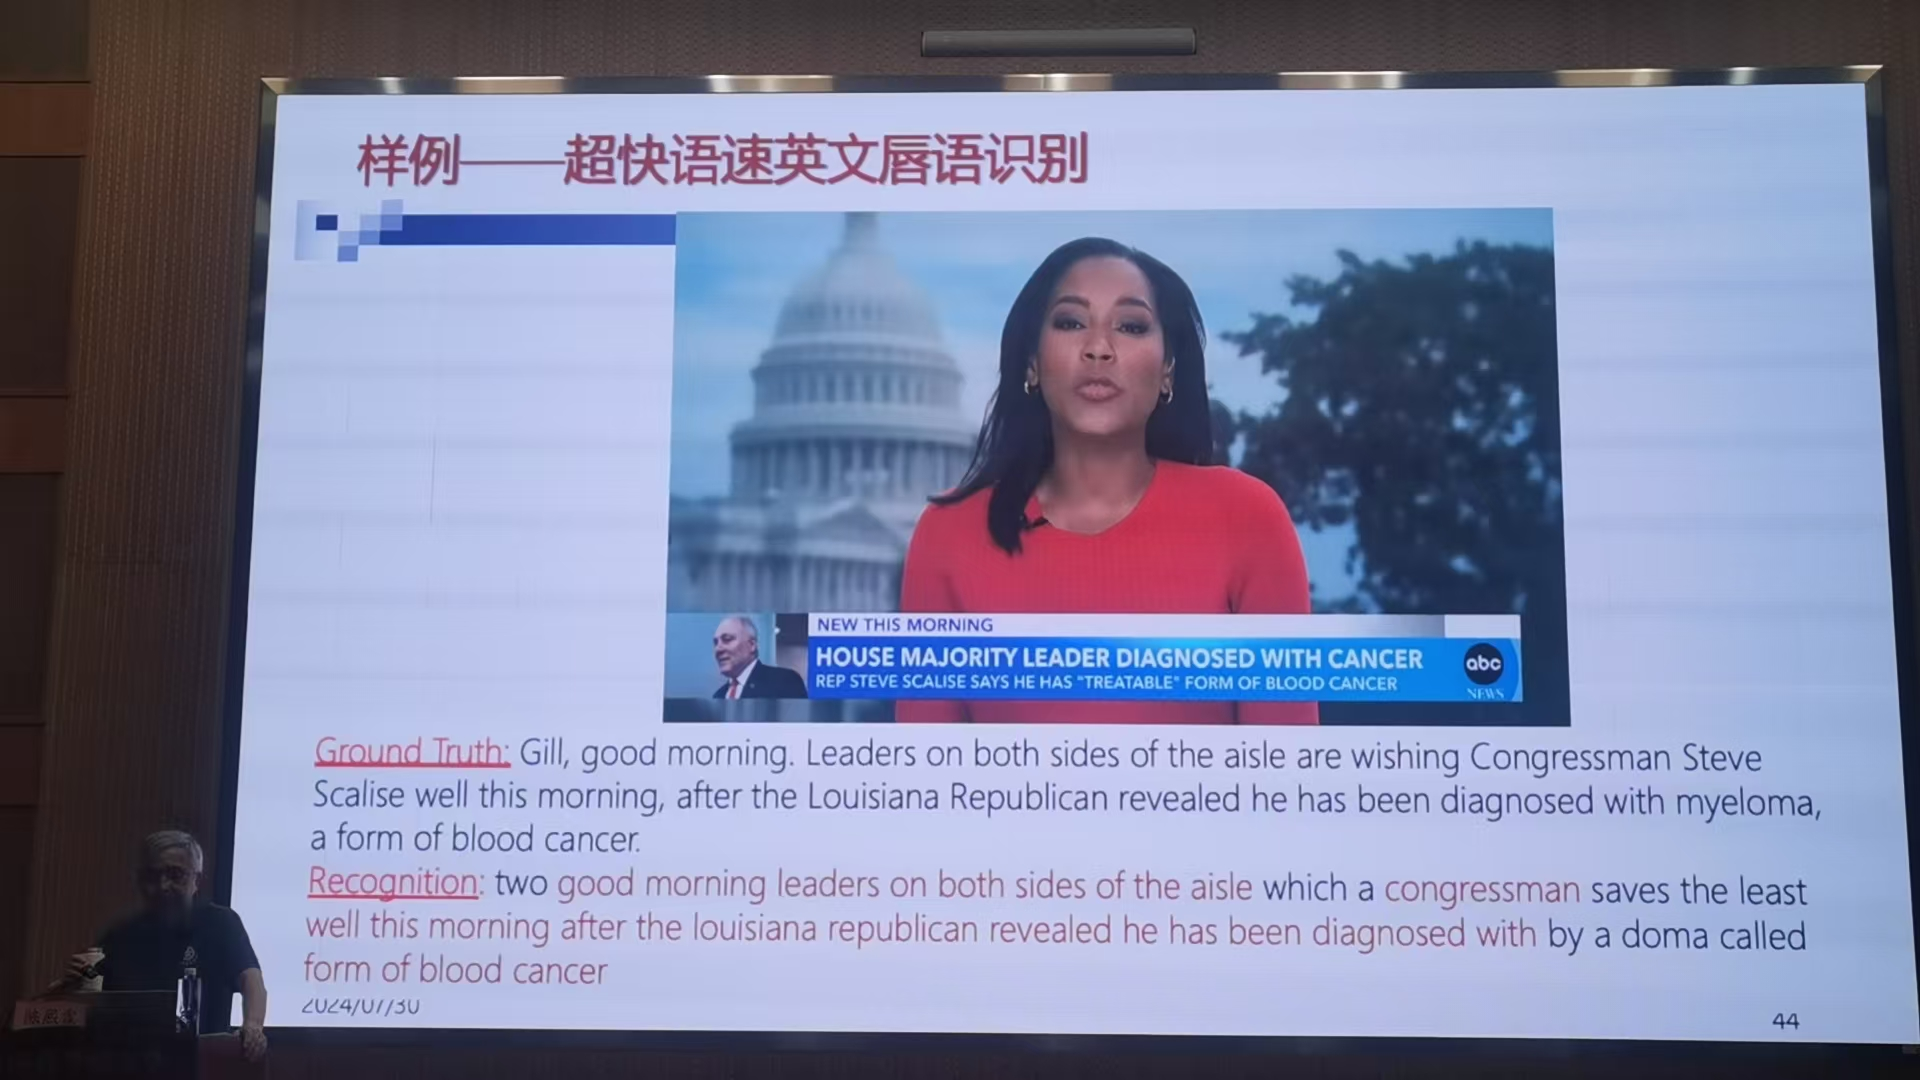 样例——超快语速英文唇语识别
NEW THIS MORNING
HOUSE MAJORITY LEADER DIAGNOSED WITH CANCER
REP STEVE SCALISE SAYS HE HAS "TREATABLE" FORM OF BLOOD CANCER
abc
NEWS
Ground Truth: Gill, good morning. Leaders on both sides of the aisle are wishing Congressman Steve
Scalise well this morning, after the Louisiana Republican revealed he has been diagnosed with myeloma,
a form of blood cancer.
Recognition: two good morning leaders on both sides of the aisle which a congressman saves the least
well this morning after the louisiana republican revealed he has been diagnosed with by a doma called
form of blood cancer
2024/07/30
44